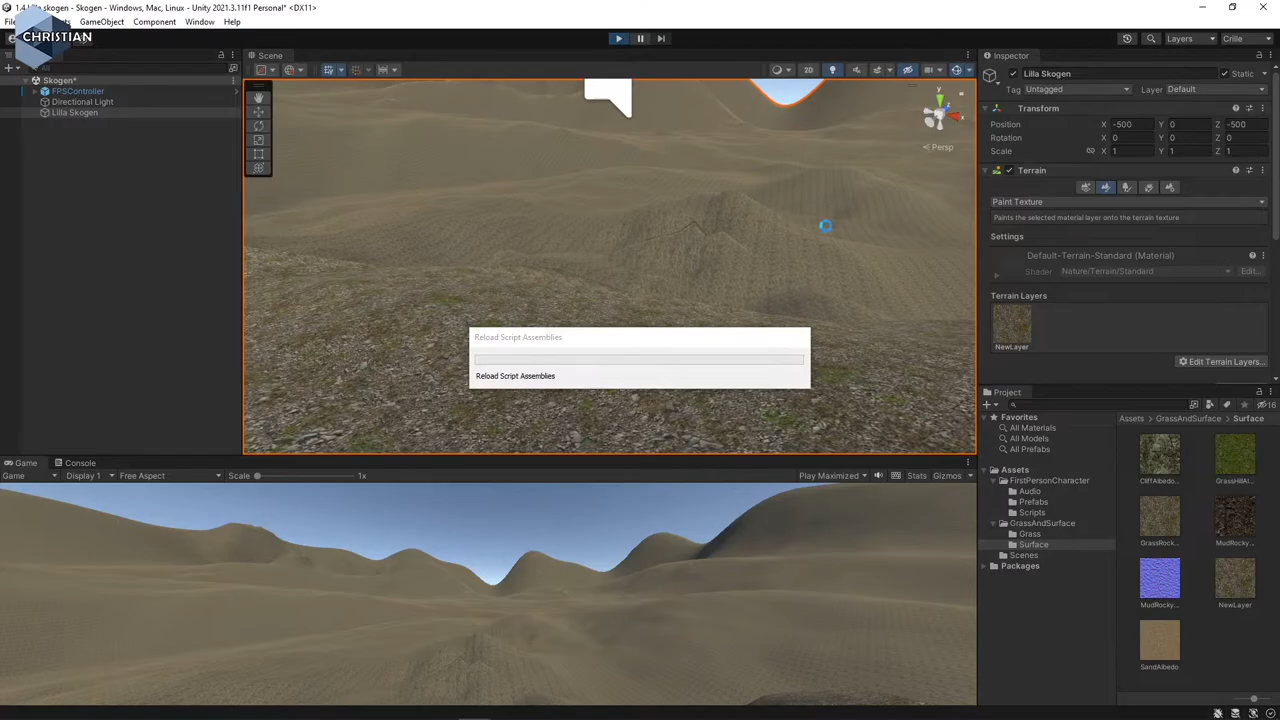 1.4 Lilla skogen - Skogen - Windows, Mac, Linux - Unity 2021.3.11f1 Personal* <DX11>
GameObject Component Window Help
CHRISTIAN
Layers Crille
All
Scene
Inspector
Skogen*
FPSController
Directional Light
Lilla Skogen
2D
Lilla Skogen Static
Tag Untagged Layer Default
Transform
Position X -500 Y 0 Z -500
Rotation X 0 Y 0 Z 0
Scale X 1 Y 1 Z 1
y
x
Persp
Terrain
Paint Texture
Paints the selected material layer onto the terrain texture
Settings
Default-Terrain-Standard (Material)
Shader Nature/Terrain/Standard Edit...
Terrain Layers
NewLayer
Edit Terrain Layers...
Reload Script Assemblies
Reload Script Assemblies
Project
16
Favorites
All Materials
All Models
All Prefabs
Assets
FirstPersonCharacter
Audio
Prefabs
Scripts
GrassAndSurface
Grass
Surface
Scenes
Packages
Assets > GrassAndSurface > Surface
CliffAlbedo... GrassHillAl...
GrassRock... MudRocky...
MudRocky... NewLayer
SandAlbedo
Game Console
Game Display 1 Free Aspect Scale 1x Play Maximized Stats Gizmos